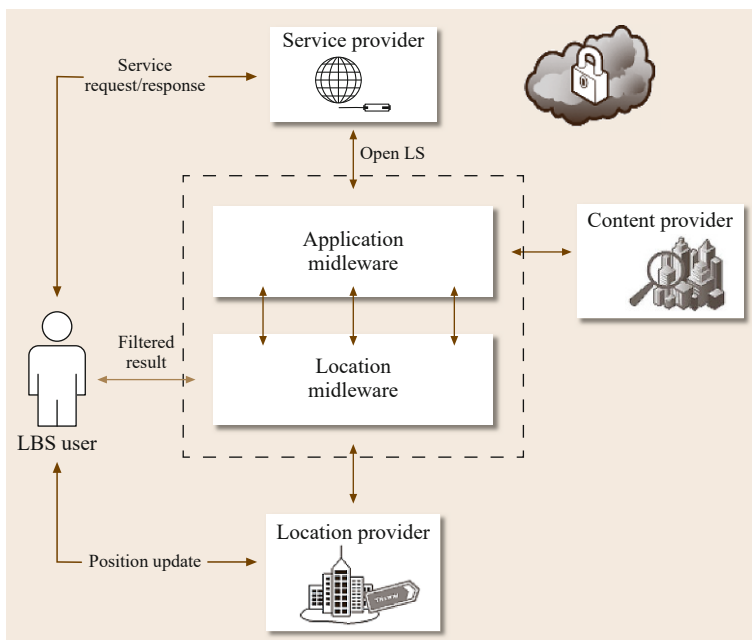 Service provider
Service
request/response
Open LS
Content provider
Application
midleware
Filtered
result
Location
midleware
LBS user
Location provider
Position update